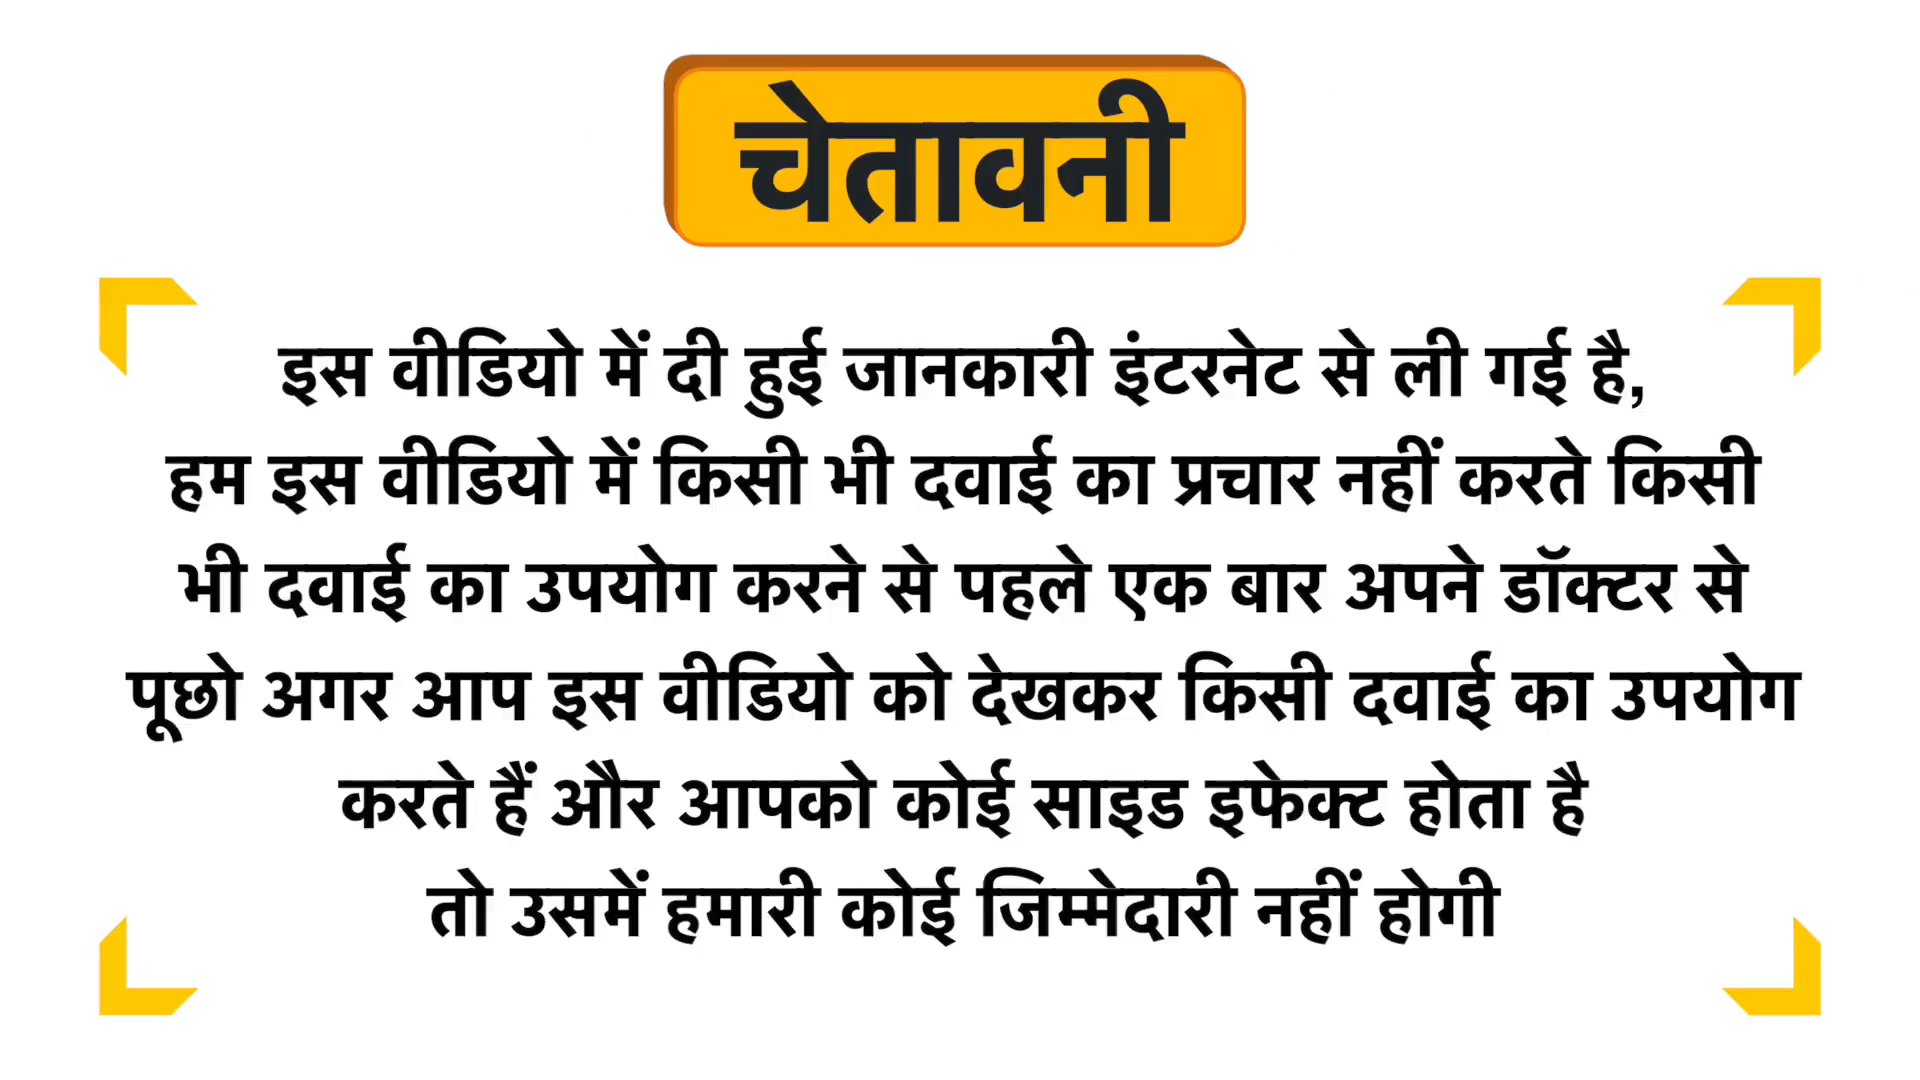 चेतावनी
इस वीडियो में दी हुई जानकारी इंटरनेट से ली गई है,
हम इस वीडियो में किसी भी दवाई का प्रचार नहीं करते किसी
भी दवाई का उपयोग करने से पहले एक बार अपने डॉक्टर से
पूछो अगर आप इस वीडियो को देखकर किसी दवाई का उपयोग
करते हैं और आपको कोई साइड इफेक्ट होता है
तो उसमें हमारी कोई जिम्मेदारी नहीं होगी